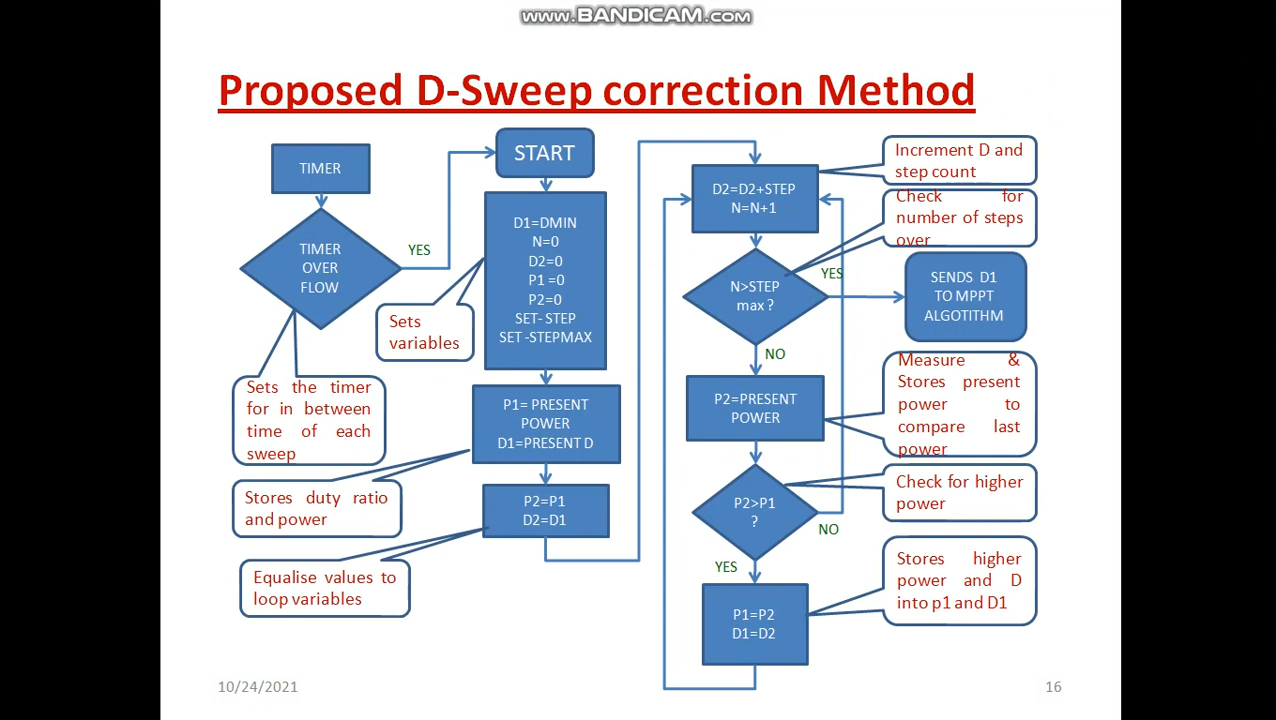 www.BANDICAM.com
Proposed D-Sweep correction Method
TIMER
TIMER
OVER
FLOW
YES
START
D1=DMIN
N=0
D2=0
P1 =0
P2=0
SET- STEP
SET -STEPMAX
Sets
variables
Sets the timer
for in between
time of each
sweep
P1= PRESENT
POWER
D1=PRESENT D
Stores duty ratio
and power
P2=P1
D2=D1
Equalise values to
loop variables
D2=D2+STEP
N=N+1
Increment D and
step count
Check for
number of steps
over
N>STEP
max ?
YES
SENDS D1
TO MPPT
ALGOTITHM
NO
P2=PRESENT
POWER
Measure &
Stores present
power to
compare last
power
P2>P1
?
Check for higher
power
NO
YES
P1=P2
D1=D2
Stores higher
power and D
into p1 and D1
10/24/2021
16